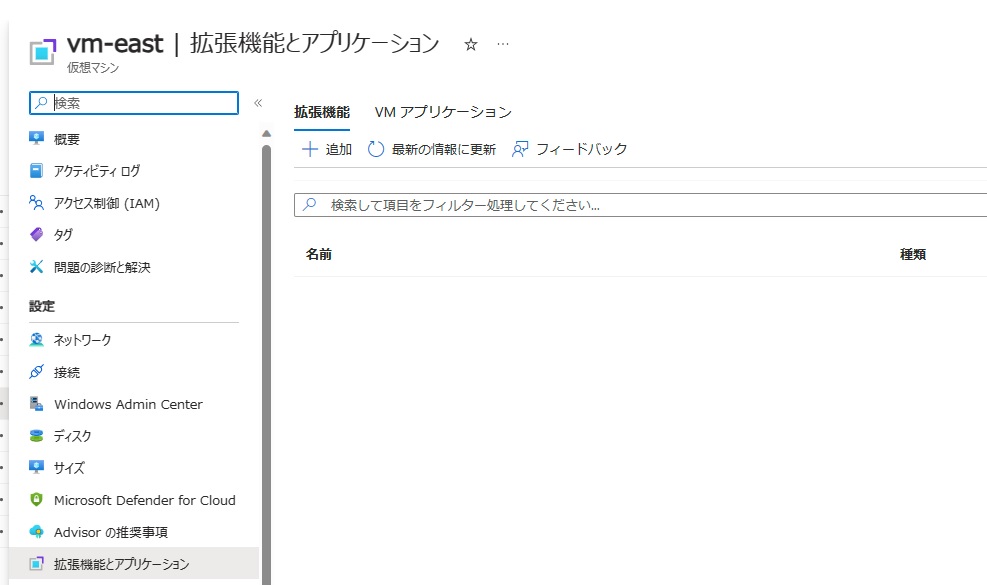 vm-east | 拡張機能とアプリケーション ☆ …
仮想マシン
検索
«
概要
アクティビティ ログ
アクセス制御 (IAM)
タグ
問題の診断と解決
設定
ネットワーク
接続
Windows Admin Center
ディスク
サイズ
Microsoft Defender for Cloud
Advisor の推奨事項
拡張機能とアプリケーション
拡張機能 VM アプリケーション
追加 最新の情報に更新 フィードバック
検索して項目をフィルター処理してください...
名前 種類